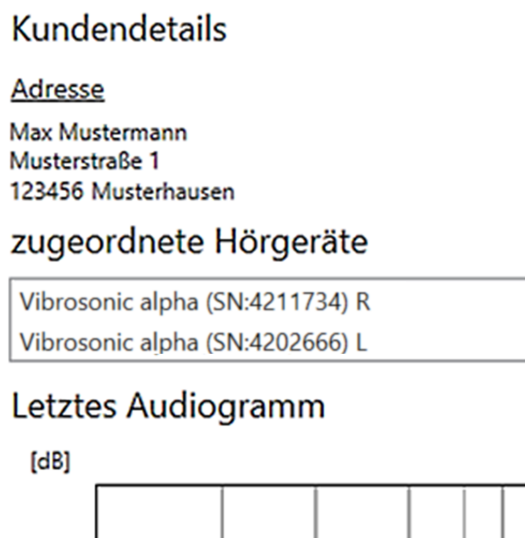 Kundendetails
Adresse
Max Mustermann
Musterstraße 1
123456 Musterhausen
zugeordnete Hörgeräte
Vibrosonic alpha (SN:4211734) R
Vibrosonic alpha (SN:4202666) L
Letztes Audiogramm
[dB]